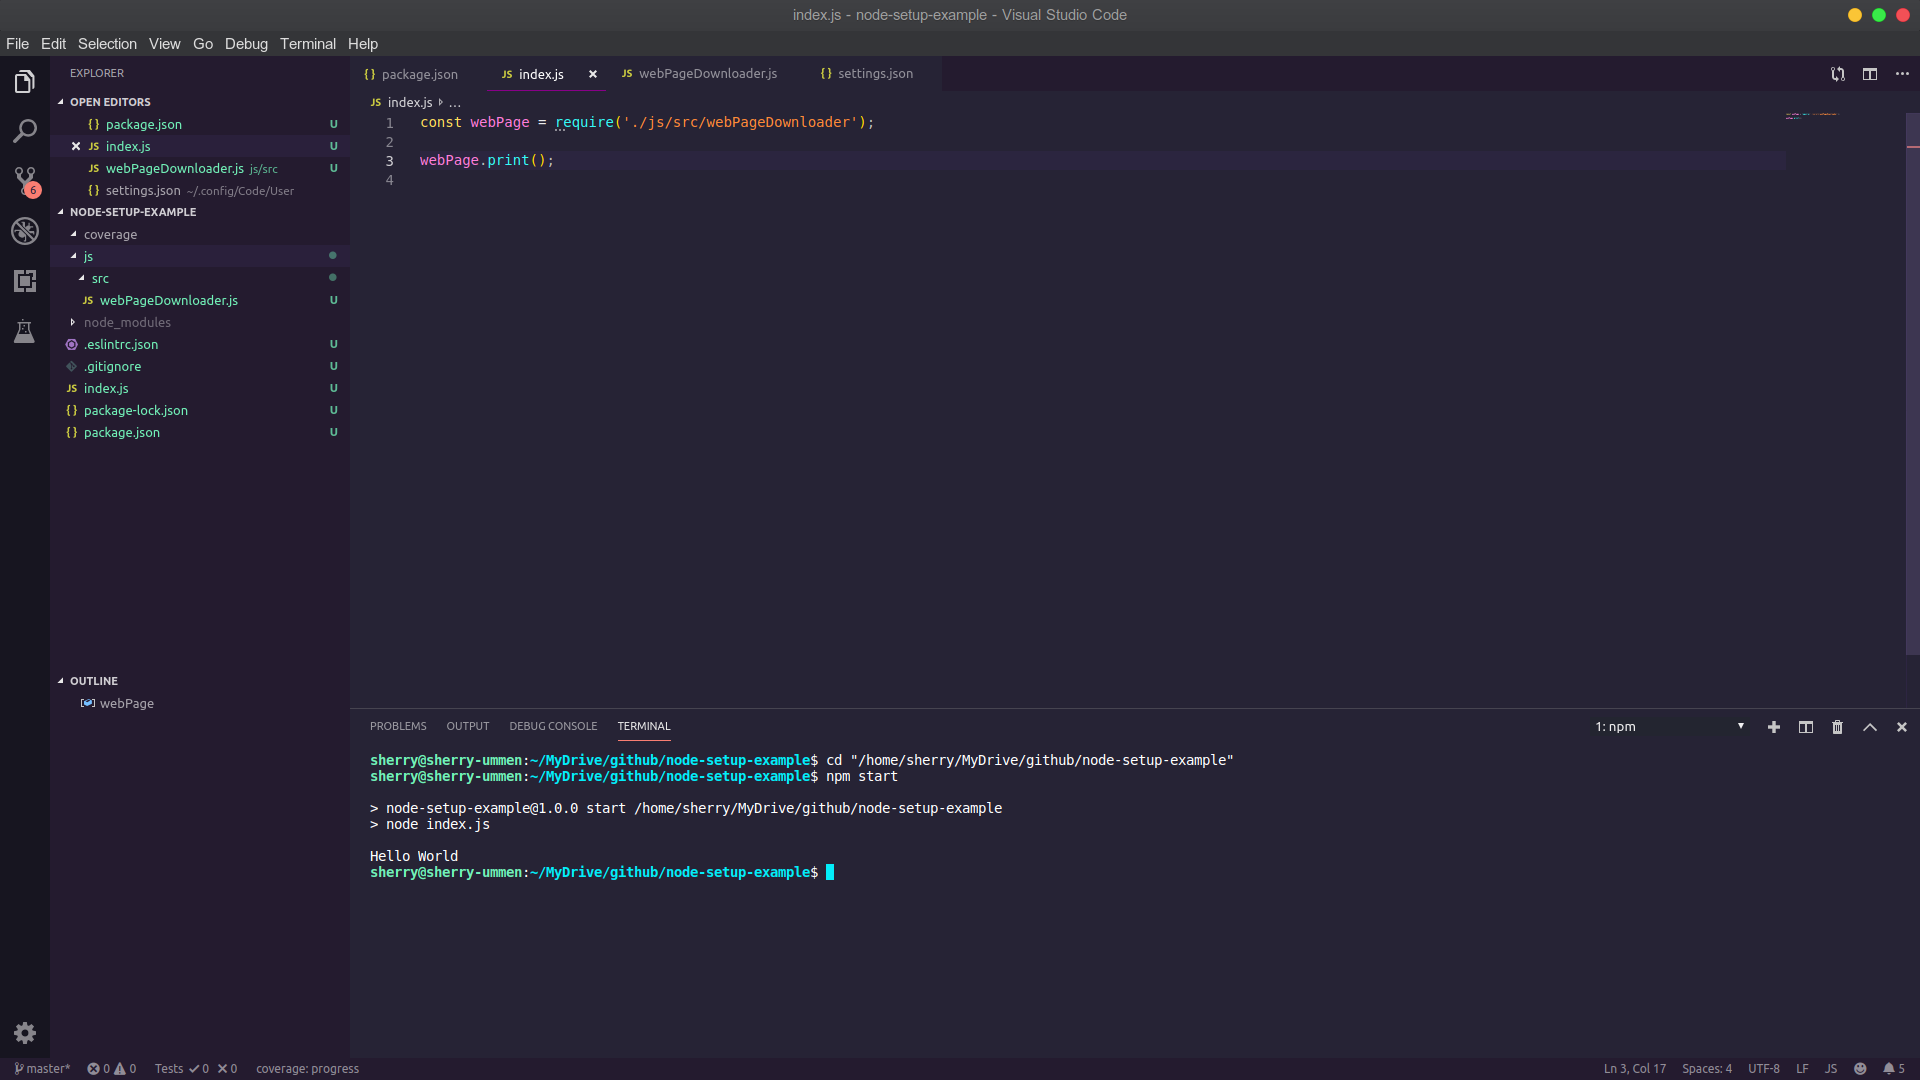 index.js - node-setup-example - Visual Studio Code
File Edit Selection View Go Debug Terminal Help
EXPLORER
OPEN EDITORS
{} package.json U
JS index.js U
JS webPageDownloader.js js/src U
{} settings.json ~/.config/Code/User
NODE-SETUP-EXAMPLE
coverage
js
src
JS webPageDownloader.js U
node_modules
.eslintrc.json U
.gitignore U
JS index.js U
{} package-lock.json U
{} package.json U
6
OUTLINE
webPage
{} package.json JS index.js JS webPageDownloader.js {} settings.json
JS index.js ...
1 const webPage = require('./js/src/webPageDownloader');
2
3 webPage.print();
4
PROBLEMS OUTPUT DEBUG CONSOLE TERMINAL 1: npm
sherry@sherry-ummen:~/MyDrive/github/node-setup-example$ cd "/home/sherry/MyDrive/github/node-setup-example"
sherry@sherry-ummen:~/MyDrive/github/node-setup-example$ npm start
> node-setup-example@1.0.0 start /home/sherry/MyDrive/github/node-setup-example
> node index.js
Hello World
sherry@sherry-ummen:~/MyDrive/github/node-setup-example$
master* 0 0 Tests ✓ 0 ✕ 0 coverage: progress Ln 3, Col 17 Spaces: 4 UTF-8 LF JS 5